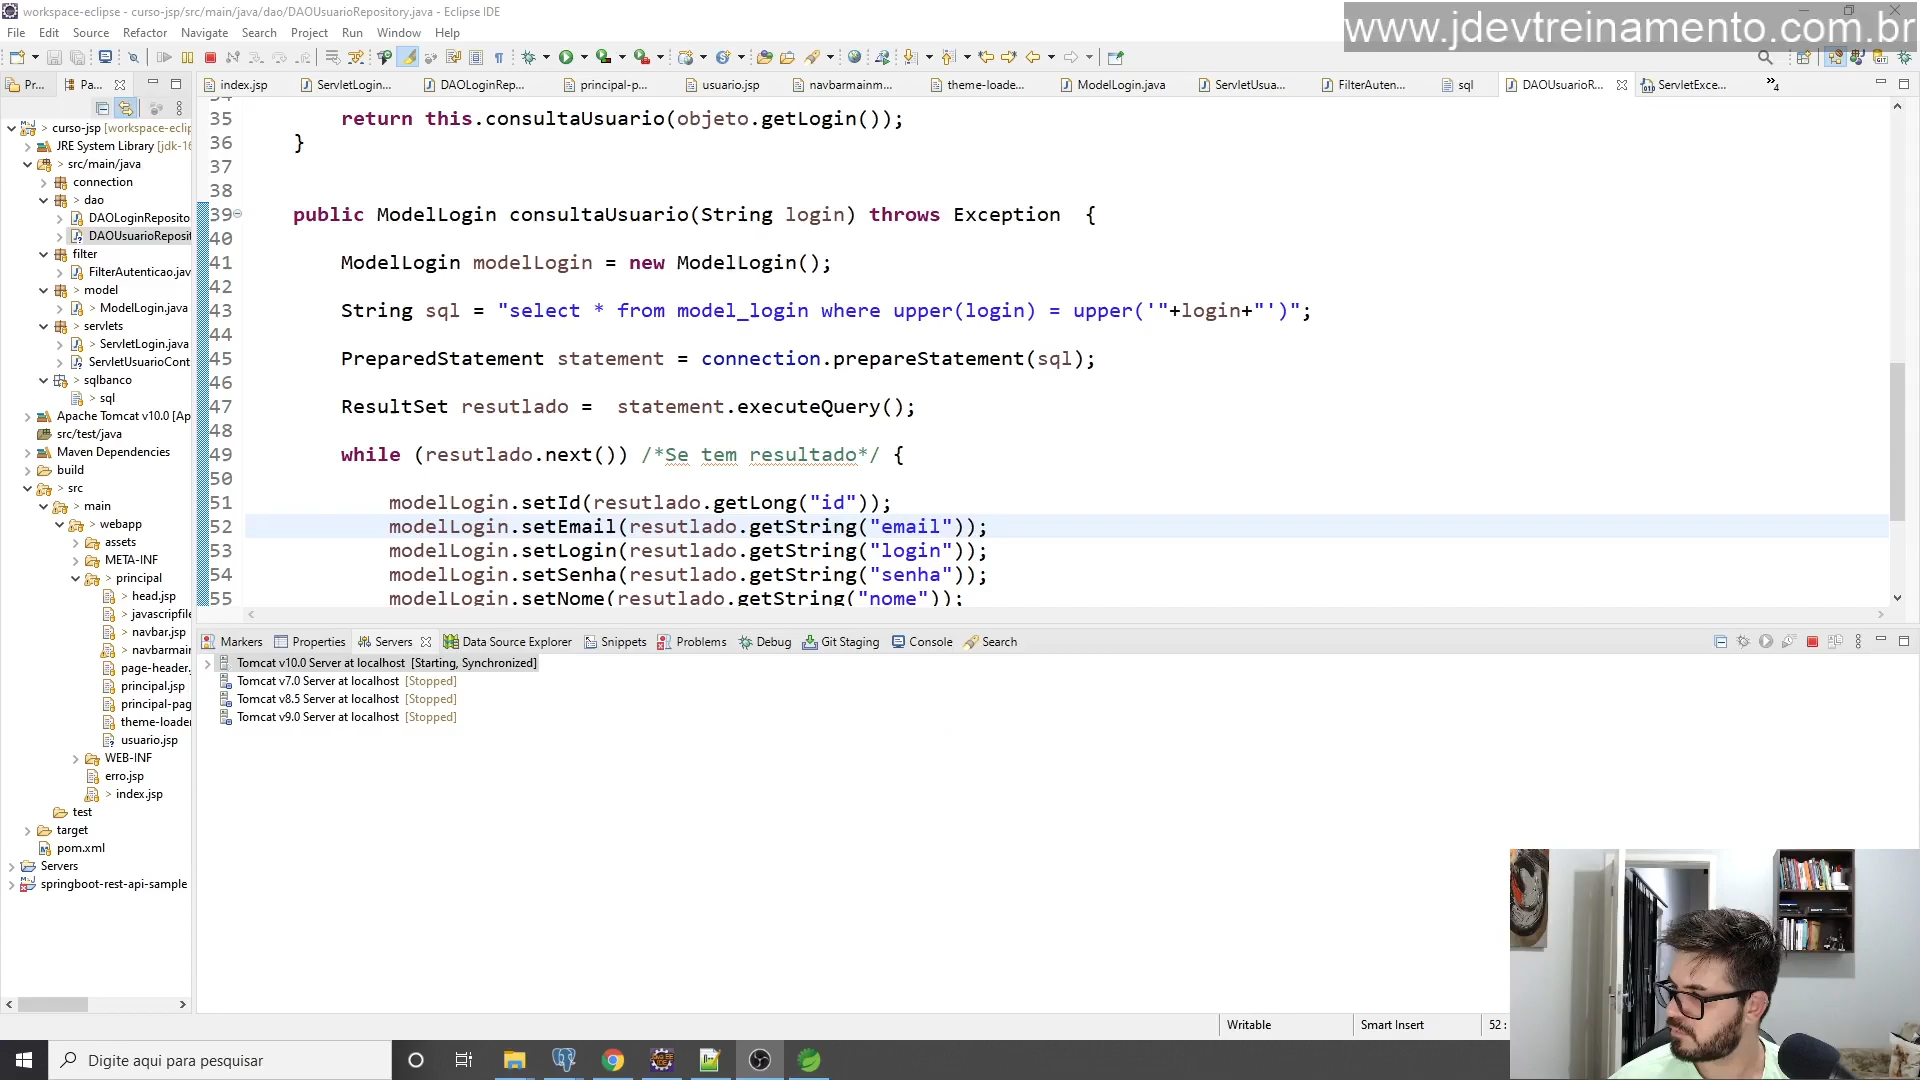 workspace-eclipse - curso-jsp/src/main/java/dao/DAOUsuarioRepository.java - Eclipse IDE
www.jdevtreinamento.com.br
File Edit Source Refactor Navigate Search Project Run Window Help
Pr... Pa...
index.jsp ServletLogin... DAOLoginRep... principal-p... usuario.jsp navbarmainm... theme-loade... ModelLogin.java ServletUsua... FilterAuten... sql DAOUsuarioR... ServletExce... »4
curso-jsp [workspace-eclip
JRE System Library [jdk-16
src/main/java
connection
dao
DAOLoginReposito
DAOUsuarioReposit
filter
FilterAutenticao.jav
model
ModelLogin.java
servlets
ServletLogin.java
ServletUsuarioCont
sqlbanco
sql
Apache Tomcat v10.0 [Ap
src/test/java
Maven Dependencies
build
src
main
webapp
assets
META-INF
principal
head.jsp
javascripfile
navbar.jsp
navbarmai
page-header.
principal.jsp
principal-pag
theme-loade
usuario.jsp
WEB-INF
erro.jsp
index.jsp
test
target
pom.xml
Servers
springboot-rest-api-sample
34
35 return this.consultaUsuario(objeto.getLogin());
36 }
37
38
39 public ModelLogin consultaUsuario(String login) throws Exception  {
40
41 ModelLogin modelLogin = new ModelLogin();
42
43 String sql = "select * from model_login where upper(login) = upper('"+login+"')";
44
45 PreparedStatement statement = connection.prepareStatement(sql);
46
47 ResultSet resutlado =  statement.executeQuery();
48
49 while (resutlado.next()) /*Se tem resultado*/ {
50
51 modelLogin.setId(resutlado.getLong("id"));
52 modelLogin.setEmail(resutlado.getString("email"));
53 modelLogin.setLogin(resutlado.getString("login"));
54 modelLogin.setSenha(resutlado.getString("senha"));
55 modelLogin.setNome(resutlado.getString("nome"));
Markers Properties Servers Data Source Explorer Snippets Problems Debug Git Staging Console Search
Tomcat v10.0 Server at localhost [Starting, Synchronized]
Tomcat v7.0 Server at localhost [Stopped]
Tomcat v8.5 Server at localhost [Stopped]
Tomcat v9.0 Server at localhost [Stopped]
Writable Smart Insert 52 :
Digite aqui para pesquisar